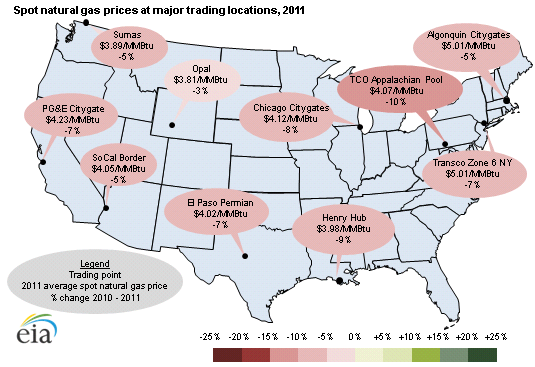 Spot natural gas prices at major trading locations, 2011
Sumas
$3.89/MMBtu
-5%
Algonquin Citygates
$5.01/MMBtu
-5%
Opal
$3.81/MMBtu
-3%
TCO Appalachian Pool
$4.07/MMBtu
-10%
PG&E Citygate
$4.23/MMBtu
-7%
Chicago Citygates
$4.12/MMBtu
-8%
SoCal Border
$4.05/MMBtu
-5%
Transco Zone 6 NY
$5.01/MMBtu
-7%
El Paso Permian
$4.02/MMBtu
-7%
Henry Hub
$3.98/MMBtu
-9%
Legend
Trading point
2011 average spot natural gas price
% change 2010 - 2011
eia
-25% -20% -15% -10% -5% 0% +5% +10% +15% +20% +25%